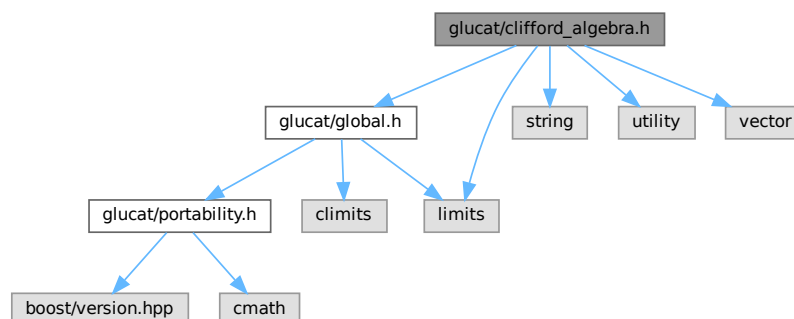 glucat/clifford_algebra.h
glucat/global.h
string
utility
vector
glucat/portability.h
climits
limits
boost/version.hpp
cmath